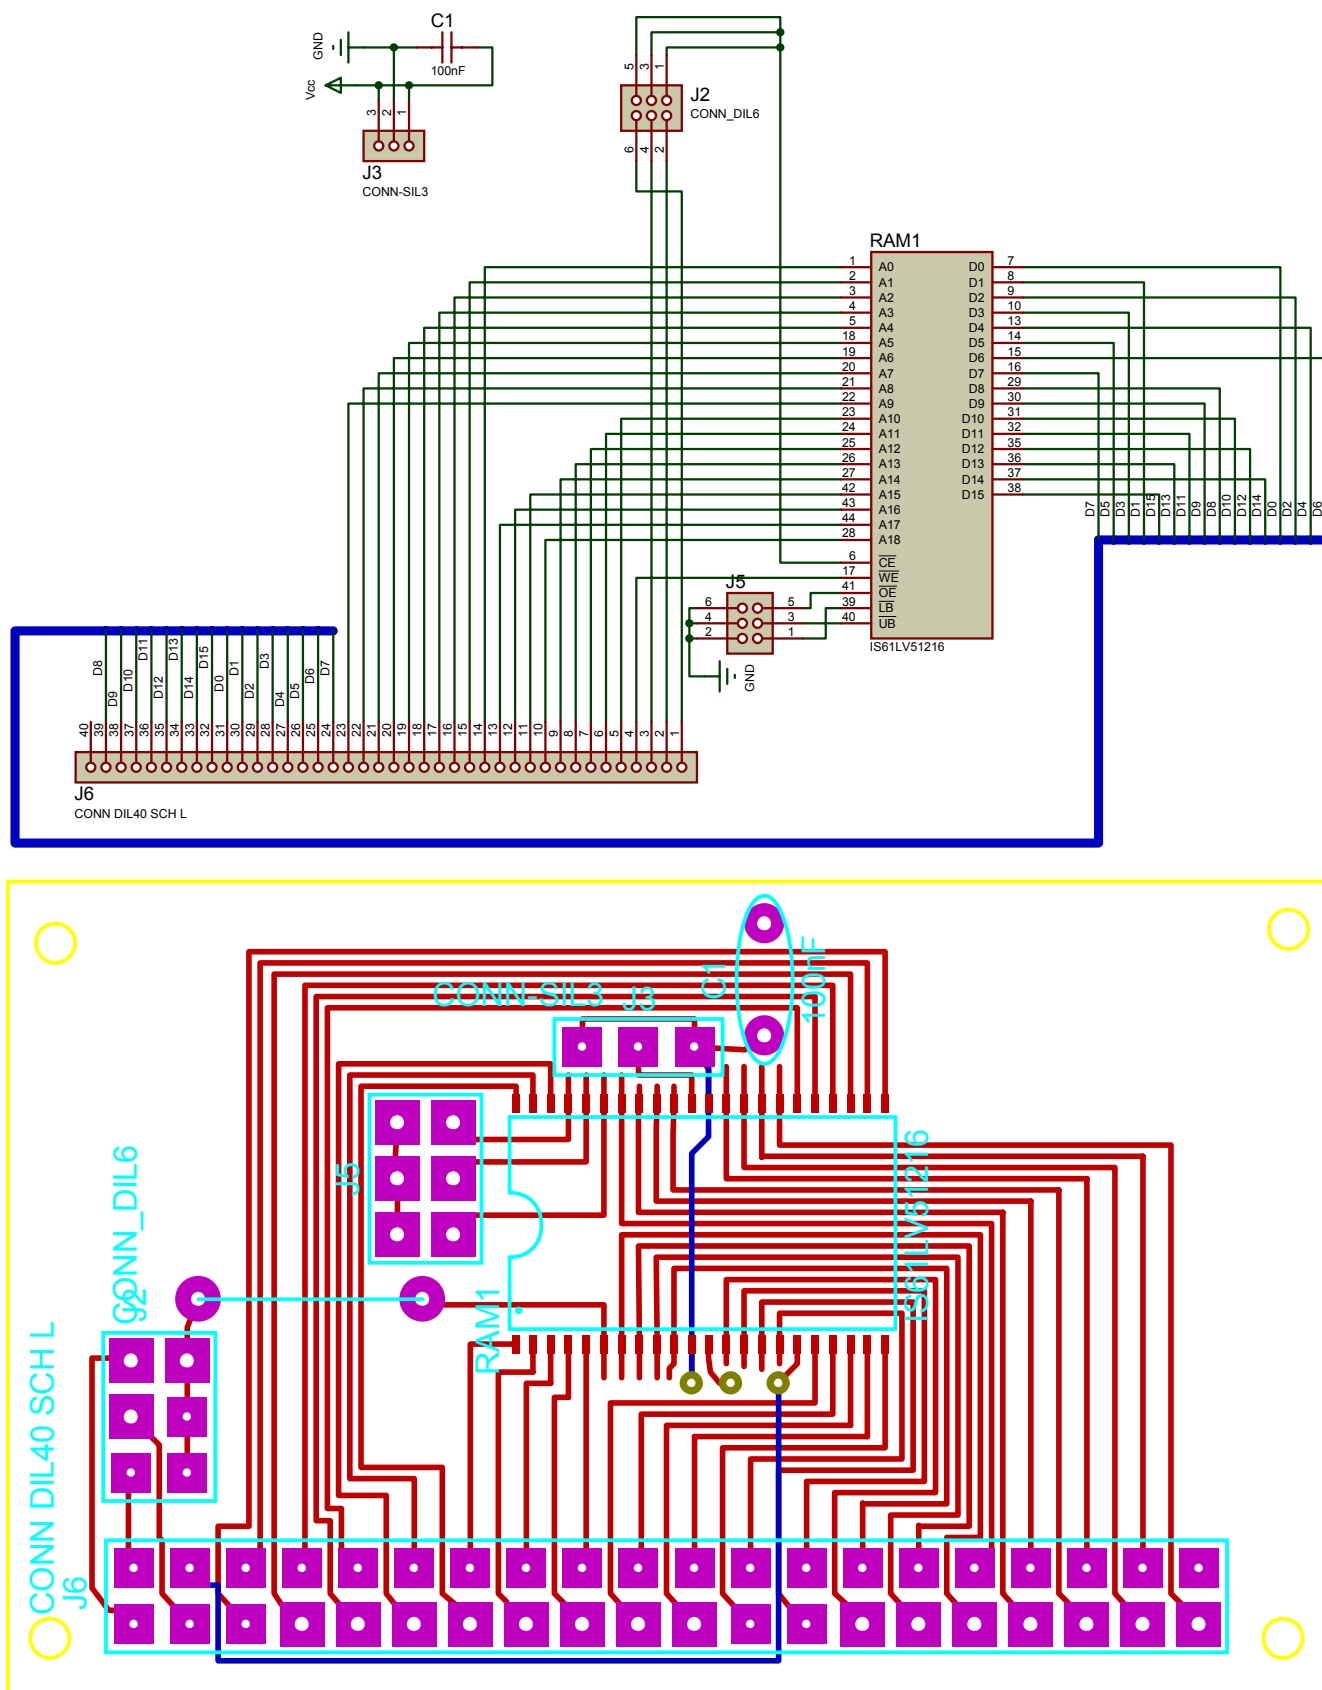 C1
GND
100nF
Vcc
3
2
1
J3
CONN-SIL3
5
3
1
J2
CONN_DIL6
6
4
2
RAM1
1 A0 D0 7
2 A1 D1 8
3 A2 D2 9
4 A3 D3 10
5 A4 D4 13
18 A5 D5 14
19 A6 D6 15
20 A7 D7 16
21 A8 D8 29
22 A9 D9 30
23 A10 D10 31
24 A11 D11 32
25 A12 D12 35
26 A13 D13 36
27 A14 D14 37
42 A15 D15 38
43 A16
44 A17
28 A18
6 CE
17 WE
41 OE
39 LB
40 UB
IS61LV51216
D7 D5 D3 D1 D15 D13 D11 D9 D8 D10 D12 D14 D0 D2 D4 D6
J5
6 5
4 3
2 1
GND
D8 D9 D10 D11 D12 D13 D14 D15 D0 D1 D2 D3 D4 D5 D6 D7
40 39 38 37 36 35 34 33 32 31 30 29 28 27 26 25 24 23 22 21 20 19 18 17 16 15 14 13 12 11 10 9 8 7 6 5 4 3 2 1
J6
CONN DIL40 SCH L
CONN-SIL3 J3
C1
100nF
J5
CONN_DIL6
J2
RAM1
IS61LV51216
CONN DIL40 SCH L
J6